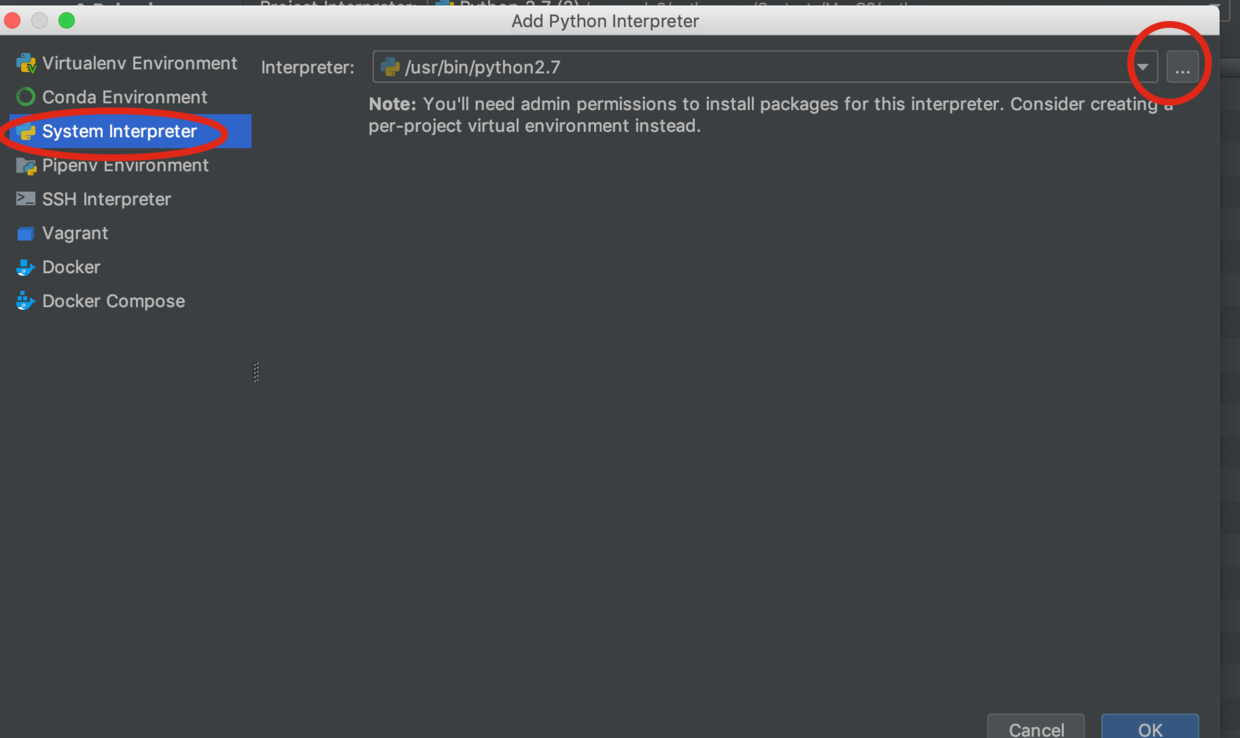 Add Python Interpreter
Virtualenv Environment
Conda Environment
System Interpreter
Pipenv Environment
SSH Interpreter
Vagrant
Docker
Docker Compose
Interpreter: /usr/bin/python2.7 ...
Note: You'll need admin permissions to install packages for this interpreter. Consider creating a
per-project virtual environment instead.
Cancel OK